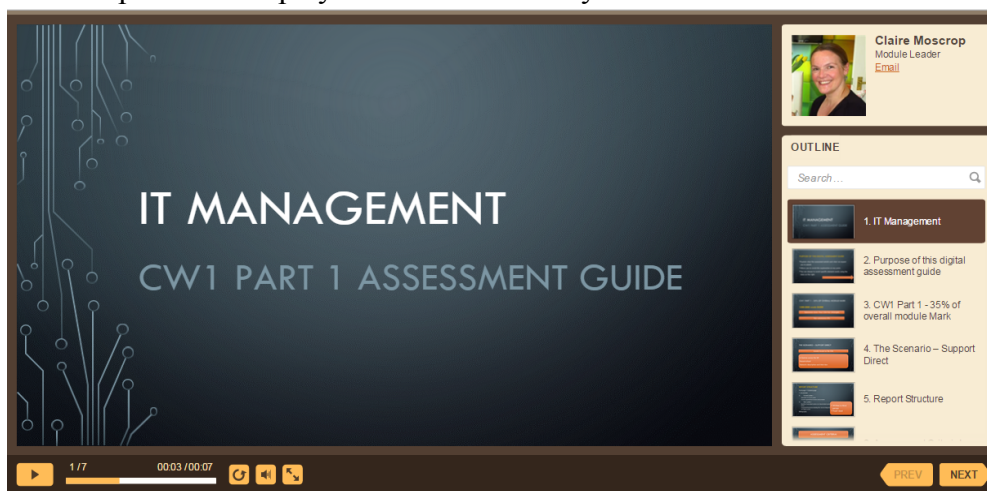 IT MANAGEMENT
CW1 PART 1 ASSESSMENT GUIDE
Claire Moscrop
Module Leader
Email
OUTLINE
Search...
1. IT Management
2. Purpose of this digital
assessment guide
3. CW1 Part 1 - 35% of
overall module Mark
4. The Scenario – Support
Direct
5. Report Structure
1/7
00:03 / 00:07
PREV
NEXT